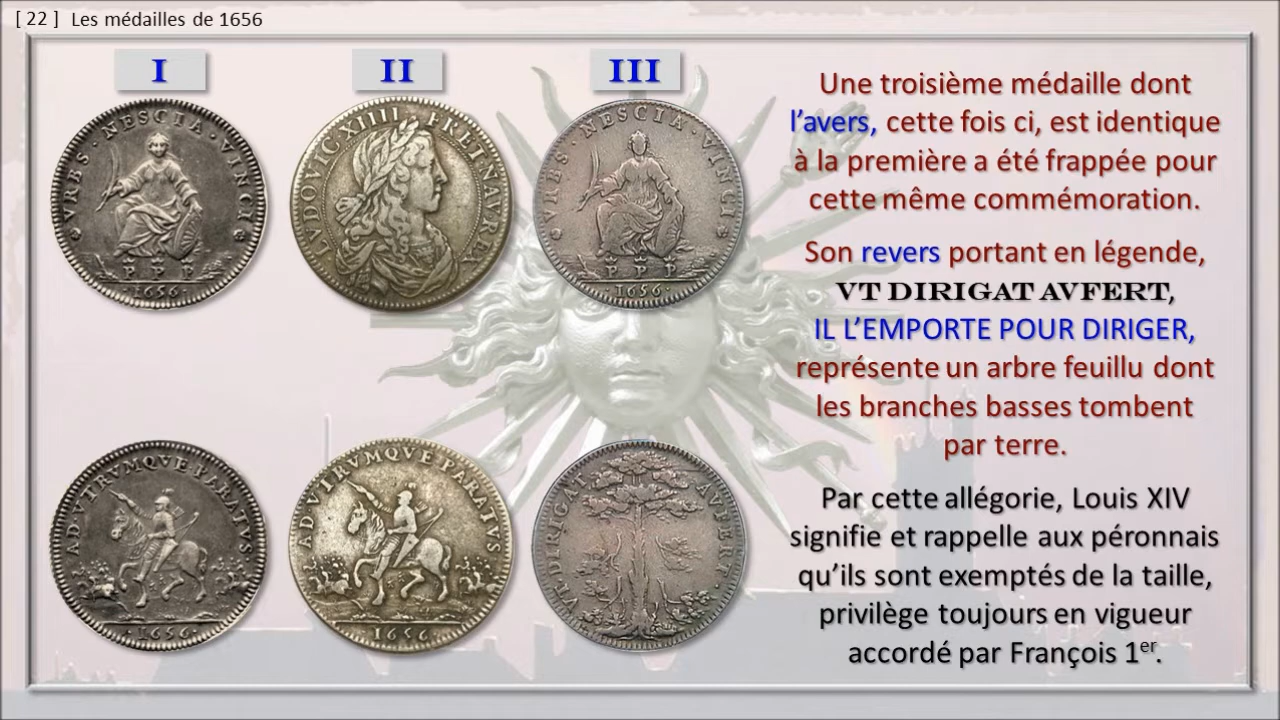 [ 22 ] Les médailles de 1656
I
II
III
VRBS · NESCIA · VINCI
P P P
· 1656 ·
LVDOVIC · XIIII · FR ET NAV REX
VRBS · NESCIA · VINCI
P P P
· 1656 ·
AD VTRVMQVE PARATVS
· 1656 ·
AD VTRVMQVE PARATVS
· 1656 ·
VT · DIRIGAT AVFERT ·
Une troisième médaille dont
l’avers, cette fois ci, est identique
à la première a été frappée pour
cette même commémoration.
Son revers portant en légende,
VT DIRIGAT AVFERT,
IL L’EMPORTE POUR DIRIGER,
représente un arbre feuillu dont
les branches basses tombent
par terre.
Par cette allégorie, Louis XIV
signifie et rappelle aux péronnais
qu’ils sont exemptés de la taille,
privilège toujours en vigueur
accordé par François 1er.